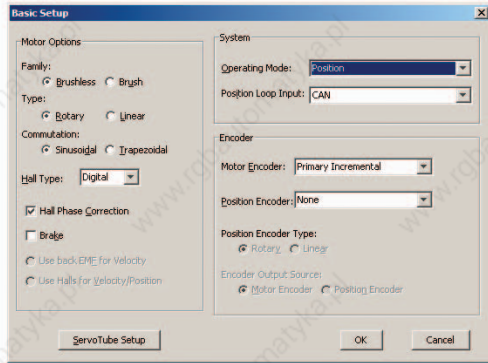 Basic Setup
Motor Options
Family:
Brushless Brush
Type:
Rotary Linear
Commutation:
Sinusoidal Trapezoidal
Hall Type: Digital
Hall Phase Correction
Brake
Use back EMF for Velocity
Use Halls for Velocity/Position
System
Operating Mode: Position
Position Loop Input: CAN
Encoder
Motor Encoder: Primary Incremental
Position Encoder: None
Position Encoder Type:
Rotary Linear
Encoder Output Source:
Motor Encoder Position Encoder
ServoTube Setup
OK
Cancel
www.rgbautomatyka.pl